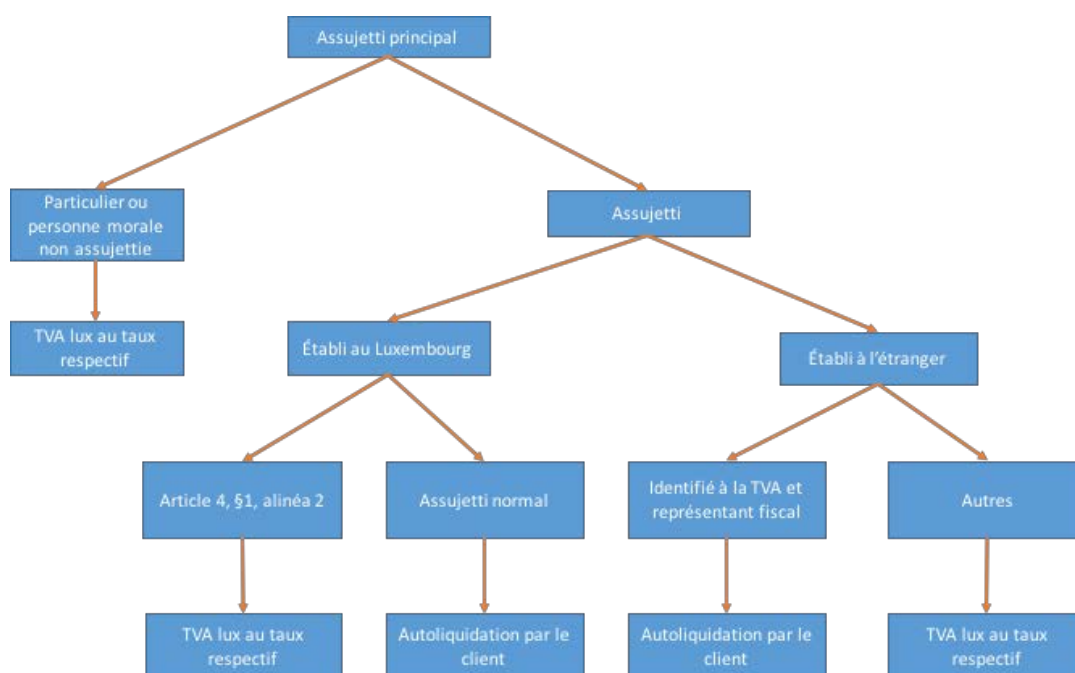 Assujetti principal
Particulier ou
personne morale
non assujettie
Assujetti
TVA lux au taux
respectif
Établi au Luxembourg
Établi à l'étranger
Article 4, §1, alinéa 2
Assujetti normal
Identifié à la TVA et
représentant fiscal
Autres
TVA lux au taux
respectif
Autoliquidation par le
client
Autoliquidation par le
client
TVA lux au taux
respectif